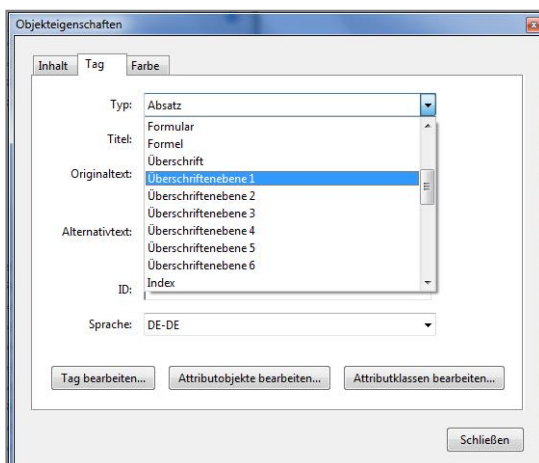 Objekteigenschaften
Inhalt Tag Farbe
Typ: Absatz
Formular
Titel:
Formel
Überschrift
Originaltext:
Überschriftenebene 1
Überschriftenebene 2
Überschriftenebene 3
Alternativtext:
Überschriftenebene 4
Überschriftenebene 5
Überschriftenebene 6
ID:
Index
Sprache: DE-DE
Tag bearbeiten... Attributobjekte bearbeiten... Attributklassen bearbeiten...
Schließen